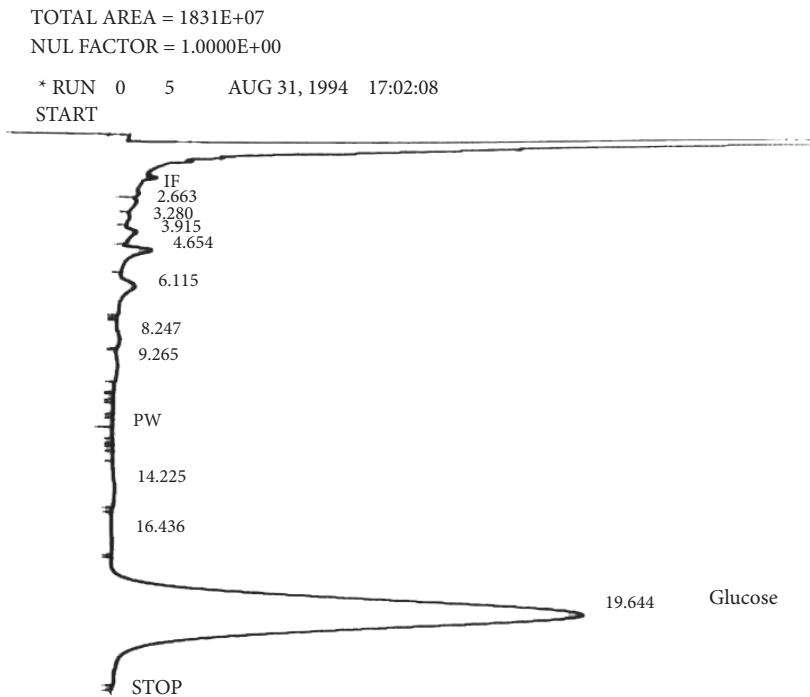 TOTAL AREA = 1831E+07
NUL FACTOR = 1.0000E+00
* RUN 0 5 AUG 31, 1994 17:02:08
START
IF
2.663
3.280
3.915
4.654
6.115
8.247
9.265
PW
14.225
16.436
19.644 Glucose
STOP